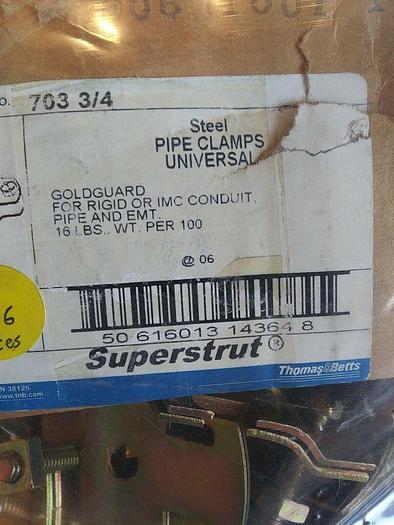 703 3/4
Steel
PIPE CLAMPS
UNIVERSAL
GOLDGUARD
FOR RIGID OR IMC CONDUIT,
PIPE AND EMT.
16 LBS.. WT. PER 100
@ 06
50 616013 14364 8
6
Superstrut®
Thomas&Betts
N 38125
www.tnb.com